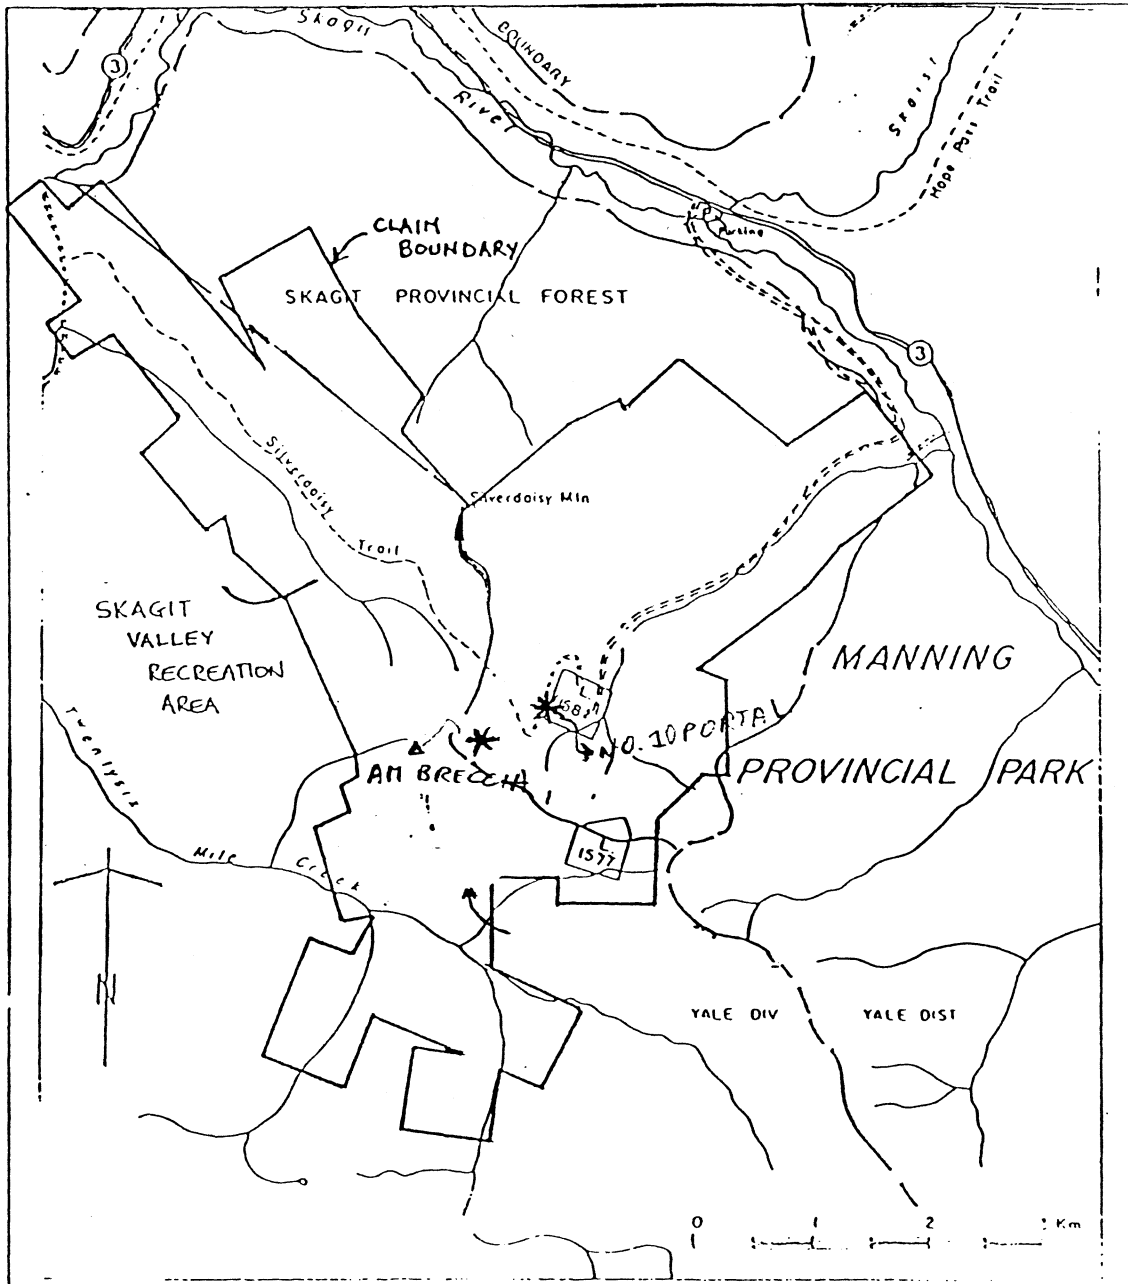 Skagit
River
BOUNDARY
3
Skaist
Hope Pass Trail
P
Parking
CLAIM
BOUNDARY
SKAGIT PROVINCIAL FOREST
3
Silverdaisy
Trail
Silverdaisy Mtn
SKAGIT
VALLEY
RECREATION
AREA
MANNING
PROVINCIAL PARK
L.
NO. 10 PORTAL
AM BRECCIA
L.
1577
Twentysix
Mile
Creek
N
YALE DIV
YALE DIST
0 1 2 3 Km